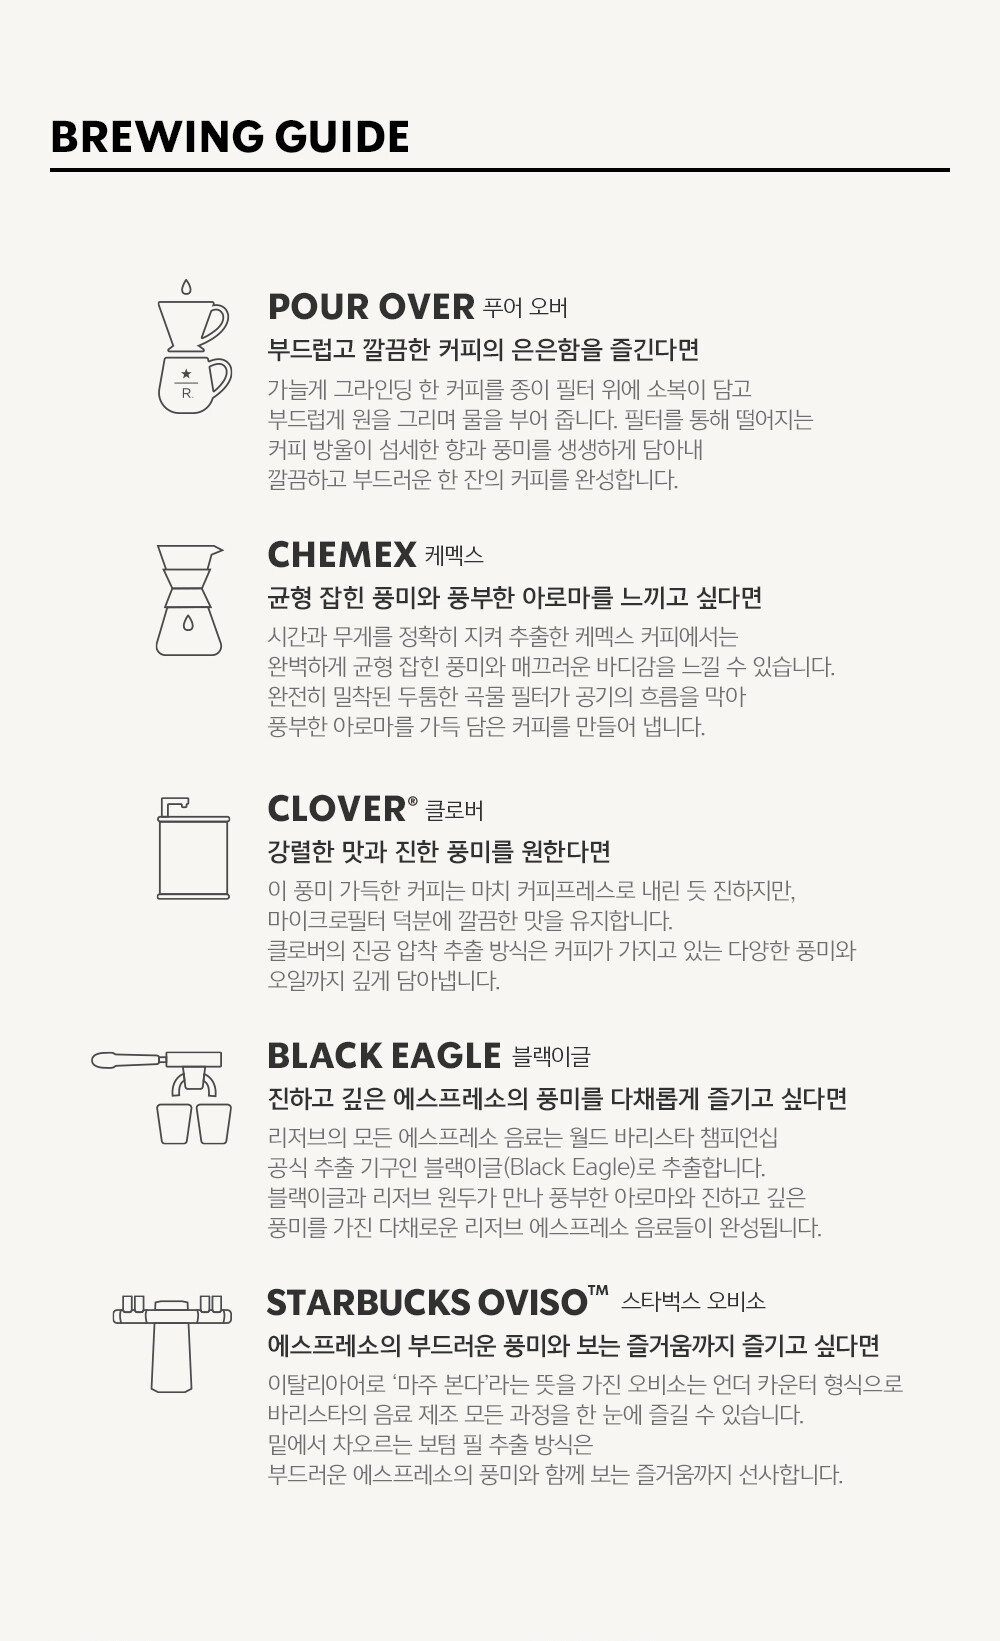 BREWING GUIDE
POUR OVER 푸어 오버
부드럽고 깔끔한 커피의 은은함을 즐긴다면
가늘게 그라인딩 한 커피를 종이 필터 위에 소복이 담고
부드럽게 원을 그리며 물을 부어 줍니다. 필터를 통해 떨어지는
커피 방울이 섬세한 향과 풍미를 생생하게 담아내
깔끔하고 부드러운 한 잔의 커피를 완성합니다.
★
R.
CHEMEX 케멕스
균형 잡힌 풍미와 풍부한 아로마를 느끼고 싶다면
시간과 무게를 정확히 지켜 추출한 케멕스 커피에서는
완벽하게 균형 잡힌 풍미와 매끄러운 바디감을 느낄 수 있습니다.
완전히 밀착된 두툼한 곡물 필터가 공기의 흐름을 막아
풍부한 아로마를 가득 담은 커피를 만들어 냅니다.
CLOVER® 클로버
강렬한 맛과 진한 풍미를 원한다면
이 풍미 가득한 커피는 마치 커피프레스로 내린 듯 진하지만,
마이크로필터 덕분에 깔끔한 맛을 유지합니다.
클로버의 진공 압착 추출 방식은 커피가 가지고 있는 다양한 풍미와
오일까지 깊게 담아냅니다.
BLACK EAGLE 블랙이글
진하고 깊은 에스프레소의 풍미를 다채롭게 즐기고 싶다면
리저브의 모든 에스프레소 음료는 월드 바리스타 챔피언십
공식 추출 기구인 블랙이글(Black Eagle)로 추출합니다.
블랙이글과 리저브 원두가 만나 풍부한 아로마와 진하고 깊은
풍미를 가진 다채로운 리저브 에스프레소 음료들이 완성됩니다.
STARBUCKS OVISO™ 스타벅스 오비소
에스프레소의 부드러운 풍미와 보는 즐거움까지 즐기고 싶다면
이탈리아어로 ‘마주 본다’라는 뜻을 가진 오비소는 언더 카운터 형식으로
바리스타의 음료 제조 모든 과정을 한 눈에 즐길 수 있습니다.
밑에서 차오르는 보텀 필 추출 방식은
부드러운 에스프레소의 풍미와 함께 보는 즐거움까지 선사합니다.